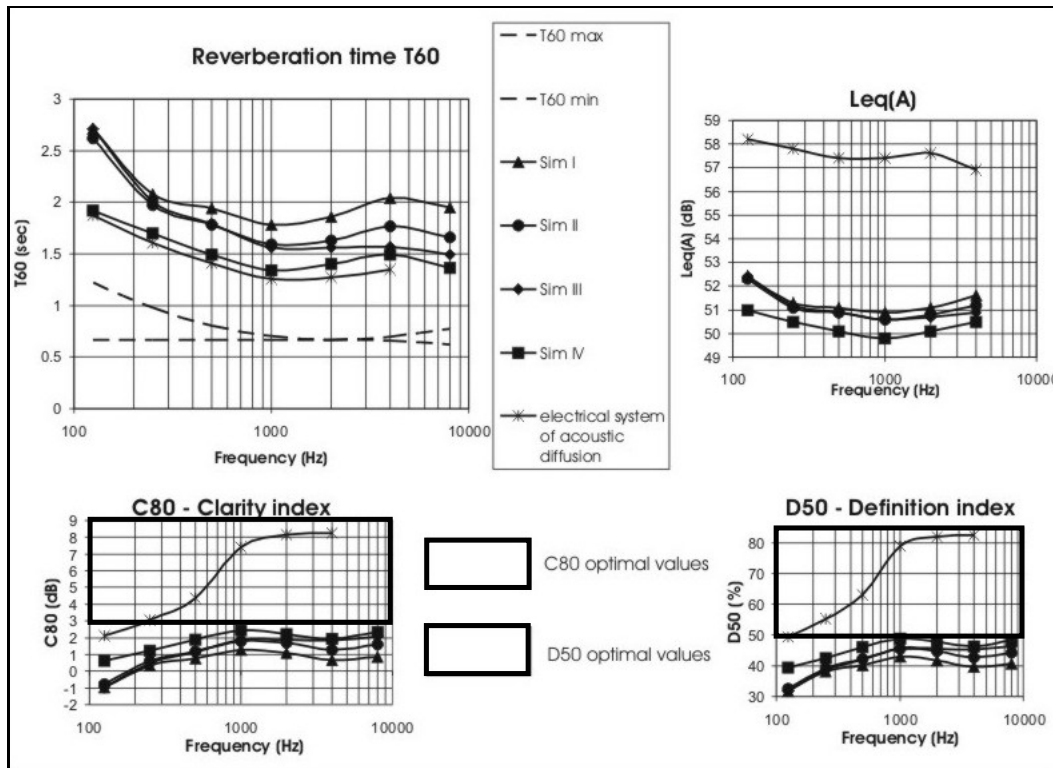 Reverberation time T60
3
2.5
2
1.5
1
0.5
0
T60 (sec)
100
1000
10000
Frequency (Hz)
T60 max
T60 min
Sim I
Sim II
Sim III
Sim IV
electrical system
of acoustic
diffusion
Leq(A)
59
58
57
56
55
54
53
52
51
50
49
Leq(A) (dB)
100
1000
10000
Frequency (Hz)
C80 - Clarity index
9
8
7
6
5
4
3
2
1
0
-1
-2
C80 (dB)
100
1000
10000
Frequency (Hz)
C80 optimal values
D50 optimal values
D50 - Definition index
80
70
60
50
40
30
D50 (%)
100
1000
10000
Frequency (Hz)